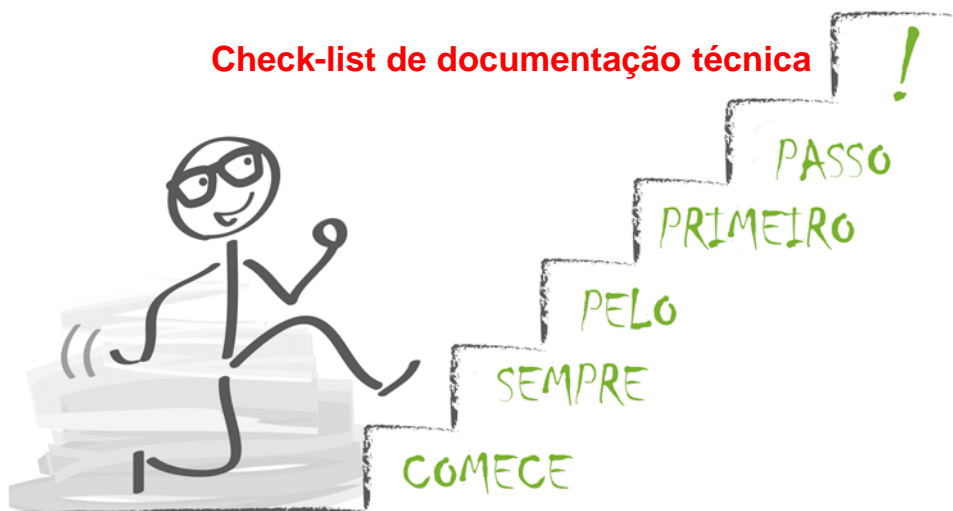 Check-list de documentação técnica
COMECE
SEMPRE
PELO
PRIMEIRO
PASSO
!